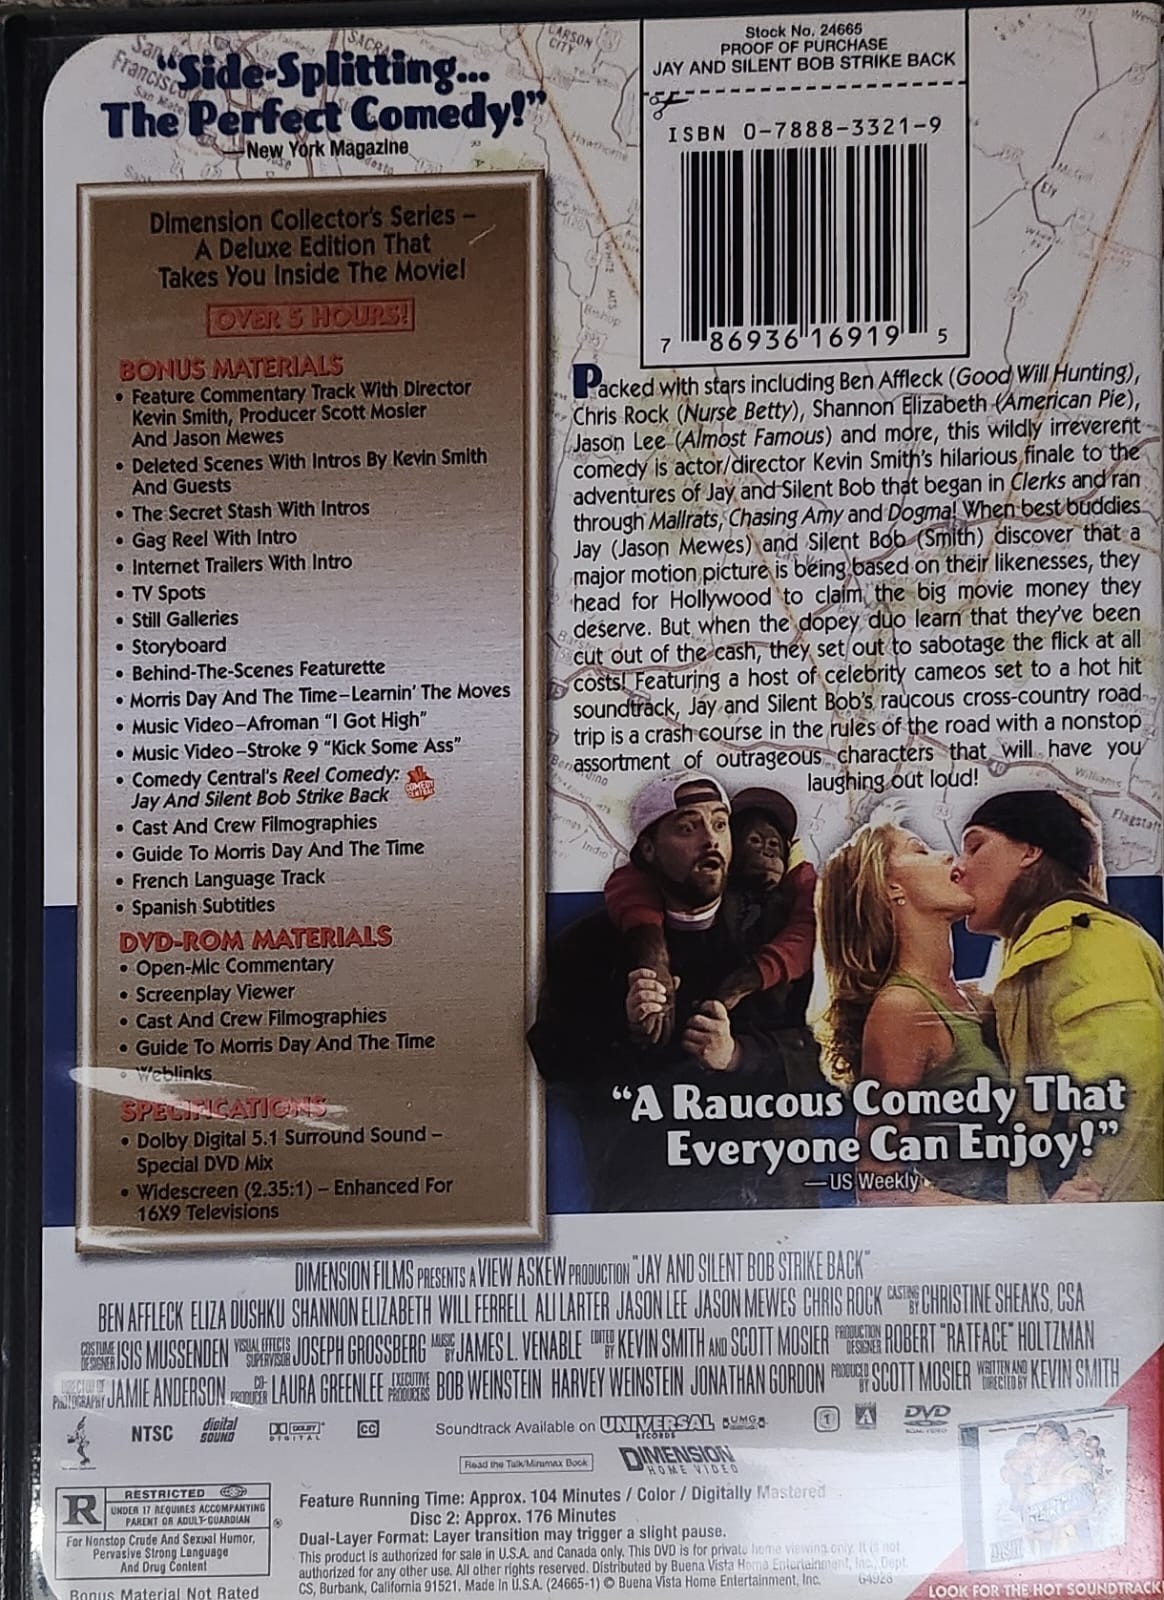 "Side-Splitting...
The Perfect Comedy!"
—New York Magazine
Dimension Collector's Series –
A Deluxe Edition That
Takes You Inside The Movie!
OVER 5 HOURS!
BONUS MATERIALS
• Feature Commentary Track With Director
Kevin Smith, Producer Scott Mosier
And Jason Mewes
• Deleted Scenes With Intros By Kevin Smith
And Guests
• The Secret Stash With Intros
• Gag Reel With Intro
• Internet Trailers With Intro
• TV Spots
• Still Galleries
• Storyboard
• Behind-The-Scenes Featurette
• Morris Day And The Time–Learnin' The Moves
• Music Video–Afroman "I Got High"
• Music Video–Stroke 9 "Kick Some Ass"
• Comedy Central's Reel Comedy:
Jay And Silent Bob Strike Back
COMEDY
CENTRAL
• Cast And Crew Filmographies
• Guide To Morris Day And The Time
• French Language Track
• Spanish Subtitles
DVD-ROM MATERIALS
• Open-Mic Commentary
• Screenplay Viewer
• Cast And Crew Filmographies
• Guide To Morris Day And The Time
• Weblinks
SPECIFICATIONS
• Dolby Digital 5.1 Surround Sound –
Special DVD Mix
• Widescreen (2.35:1) – Enhanced For
16X9 Televisions
Stock No. 24665
PROOF OF PURCHASE
JAY AND SILENT BOB STRIKE BACK
ISBN 0-7888-3321-9
7 86936 16919 5
Packed with stars including Ben Affleck (Good Will Hunting),
Chris Rock (Nurse Betty), Shannon Elizabeth (American Pie),
Jason Lee (Almost Famous) and more, this wildly irreverent
comedy is actor/director Kevin Smith's hilarious finale to the
adventures of Jay and Silent Bob that began in Clerks and ran
through Mallrats, Chasing Amy and Dogma! When best buddies
Jay (Jason Mewes) and Silent Bob (Smith) discover that a
major motion picture is being based on their likenesses, they
head for Hollywood to claim the big movie money they
deserve. But when the dopey duo learn that they've been
cut out of the cash, they set out to sabotage the flick at all
costs! Featuring a host of celebrity cameos set to a hot hit
soundtrack, Jay and Silent Bob's raucous cross-country road
trip is a crash course in the rules of the road with a nonstop
assortment of outrageous characters that will have you
laughing out loud!
San Francisco
CARSON
CITY
Hawthorne
Ely
Bishop
Indio
Williams
Flagstaff
"A Raucous Comedy That
Everyone Can Enjoy!"
—US Weekly
DIMENSION FILMS PRESENTS A VIEW ASKEW PRODUCTION "JAY AND SILENT BOB STRIKE BACK"
BEN AFFLECK ELIZA DUSHKU SHANNON ELIZABETH WILL FERRELL ALI LARTER JASON LEE JASON MEWES CHRIS ROCK CASTING BY CHRISTINE SHEAKS, CSA
COSTUME DESIGNER ISIS MUSSENDEN VISUAL EFFECTS SUPERVISOR JOSEPH GROSSBERG MUSIC BY JAMES L. VENABLE EDITED BY KEVIN SMITH AND SCOTT MOSIER PRODUCTION DESIGNER ROBERT "RATFACE" HOLTZMAN
DIRECTOR OF PHOTOGRAPHY JAMIE ANDERSON CO-PRODUCER LAURA GREENLEE EXECUTIVE PRODUCERS BOB WEINSTEIN HARVEY WEINSTEIN JONATHAN GORDON PRODUCED BY SCOTT MOSIER WRITTEN AND DIRECTED BY KEVIN SMITH
NTSC digital SOUND DOLBY DIGITAL CC Soundtrack Available on UNIVERSAL RECORDS UMG 1 A DVD
Read the Talk/Miramax Book DIMENSION HOME VIDEO
R RESTRICTED
UNDER 17 REQUIRES ACCOMPANYING
PARENT OR ADULT GUARDIAN
For Nonstop Crude And Sexual Humor,
Pervasive Strong Language
And Drug Content
Bonus Material Not Rated
Feature Running Time: Approx. 104 Minutes / Color / Digitally Mastered
Disc 2: Approx. 176 Minutes
Dual-Layer Format: Layer transition may trigger a slight pause.
This product is authorized for sale in U.S.A. and Canada only. This DVD is for private home viewing only. It is not
authorized for any other use. All other rights reserved. Distributed by Buena Vista Home Entertainment, Inc., Dept.
CS, Burbank, California 91521. Made in U.S.A. (24665-1) © Buena Vista Home Entertainment, Inc. 64928
LOOK FOR THE HOT SOUNDTRACK